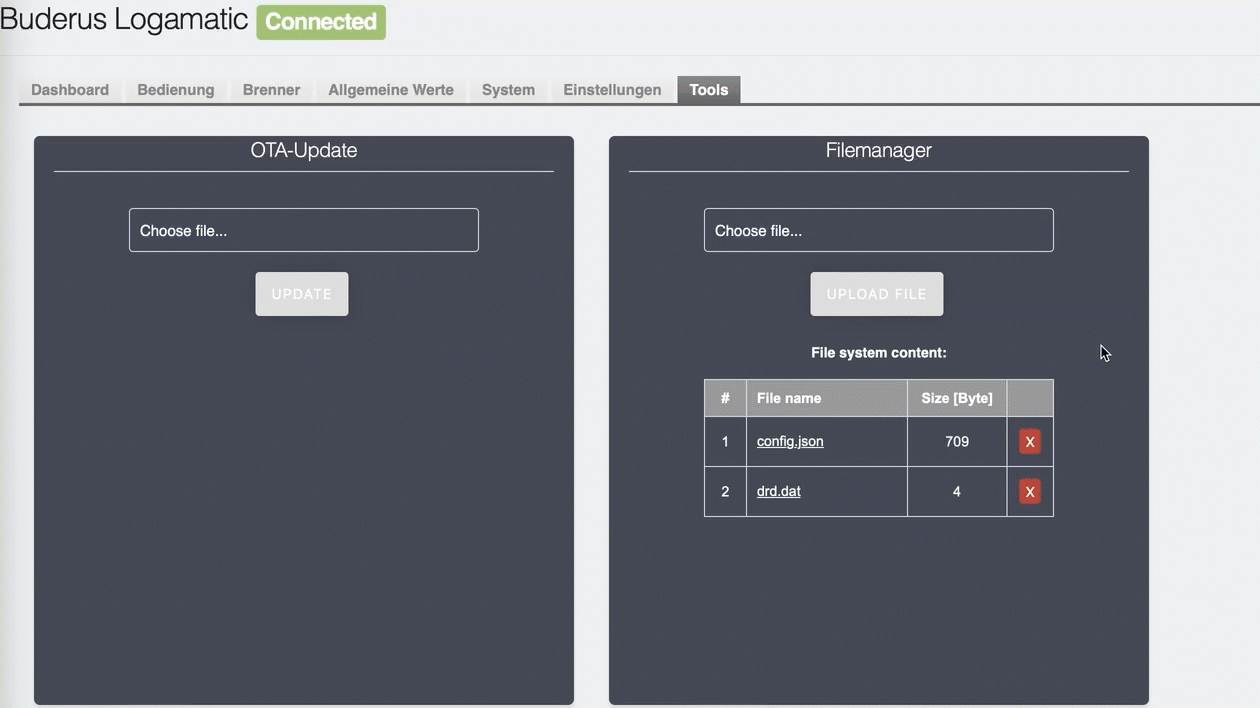 Buderus Logamatic Connected
Dashboard Bedienung Brenner Allgemeine Werte System Einstellungen Tools
OTA-Update
Choose file...
UPDATE
Filemanager
Choose file...
UPLOAD FILE
File system content:
# File name Size [Byte]
1 config.json 709 X
2 drd.dat 4 X